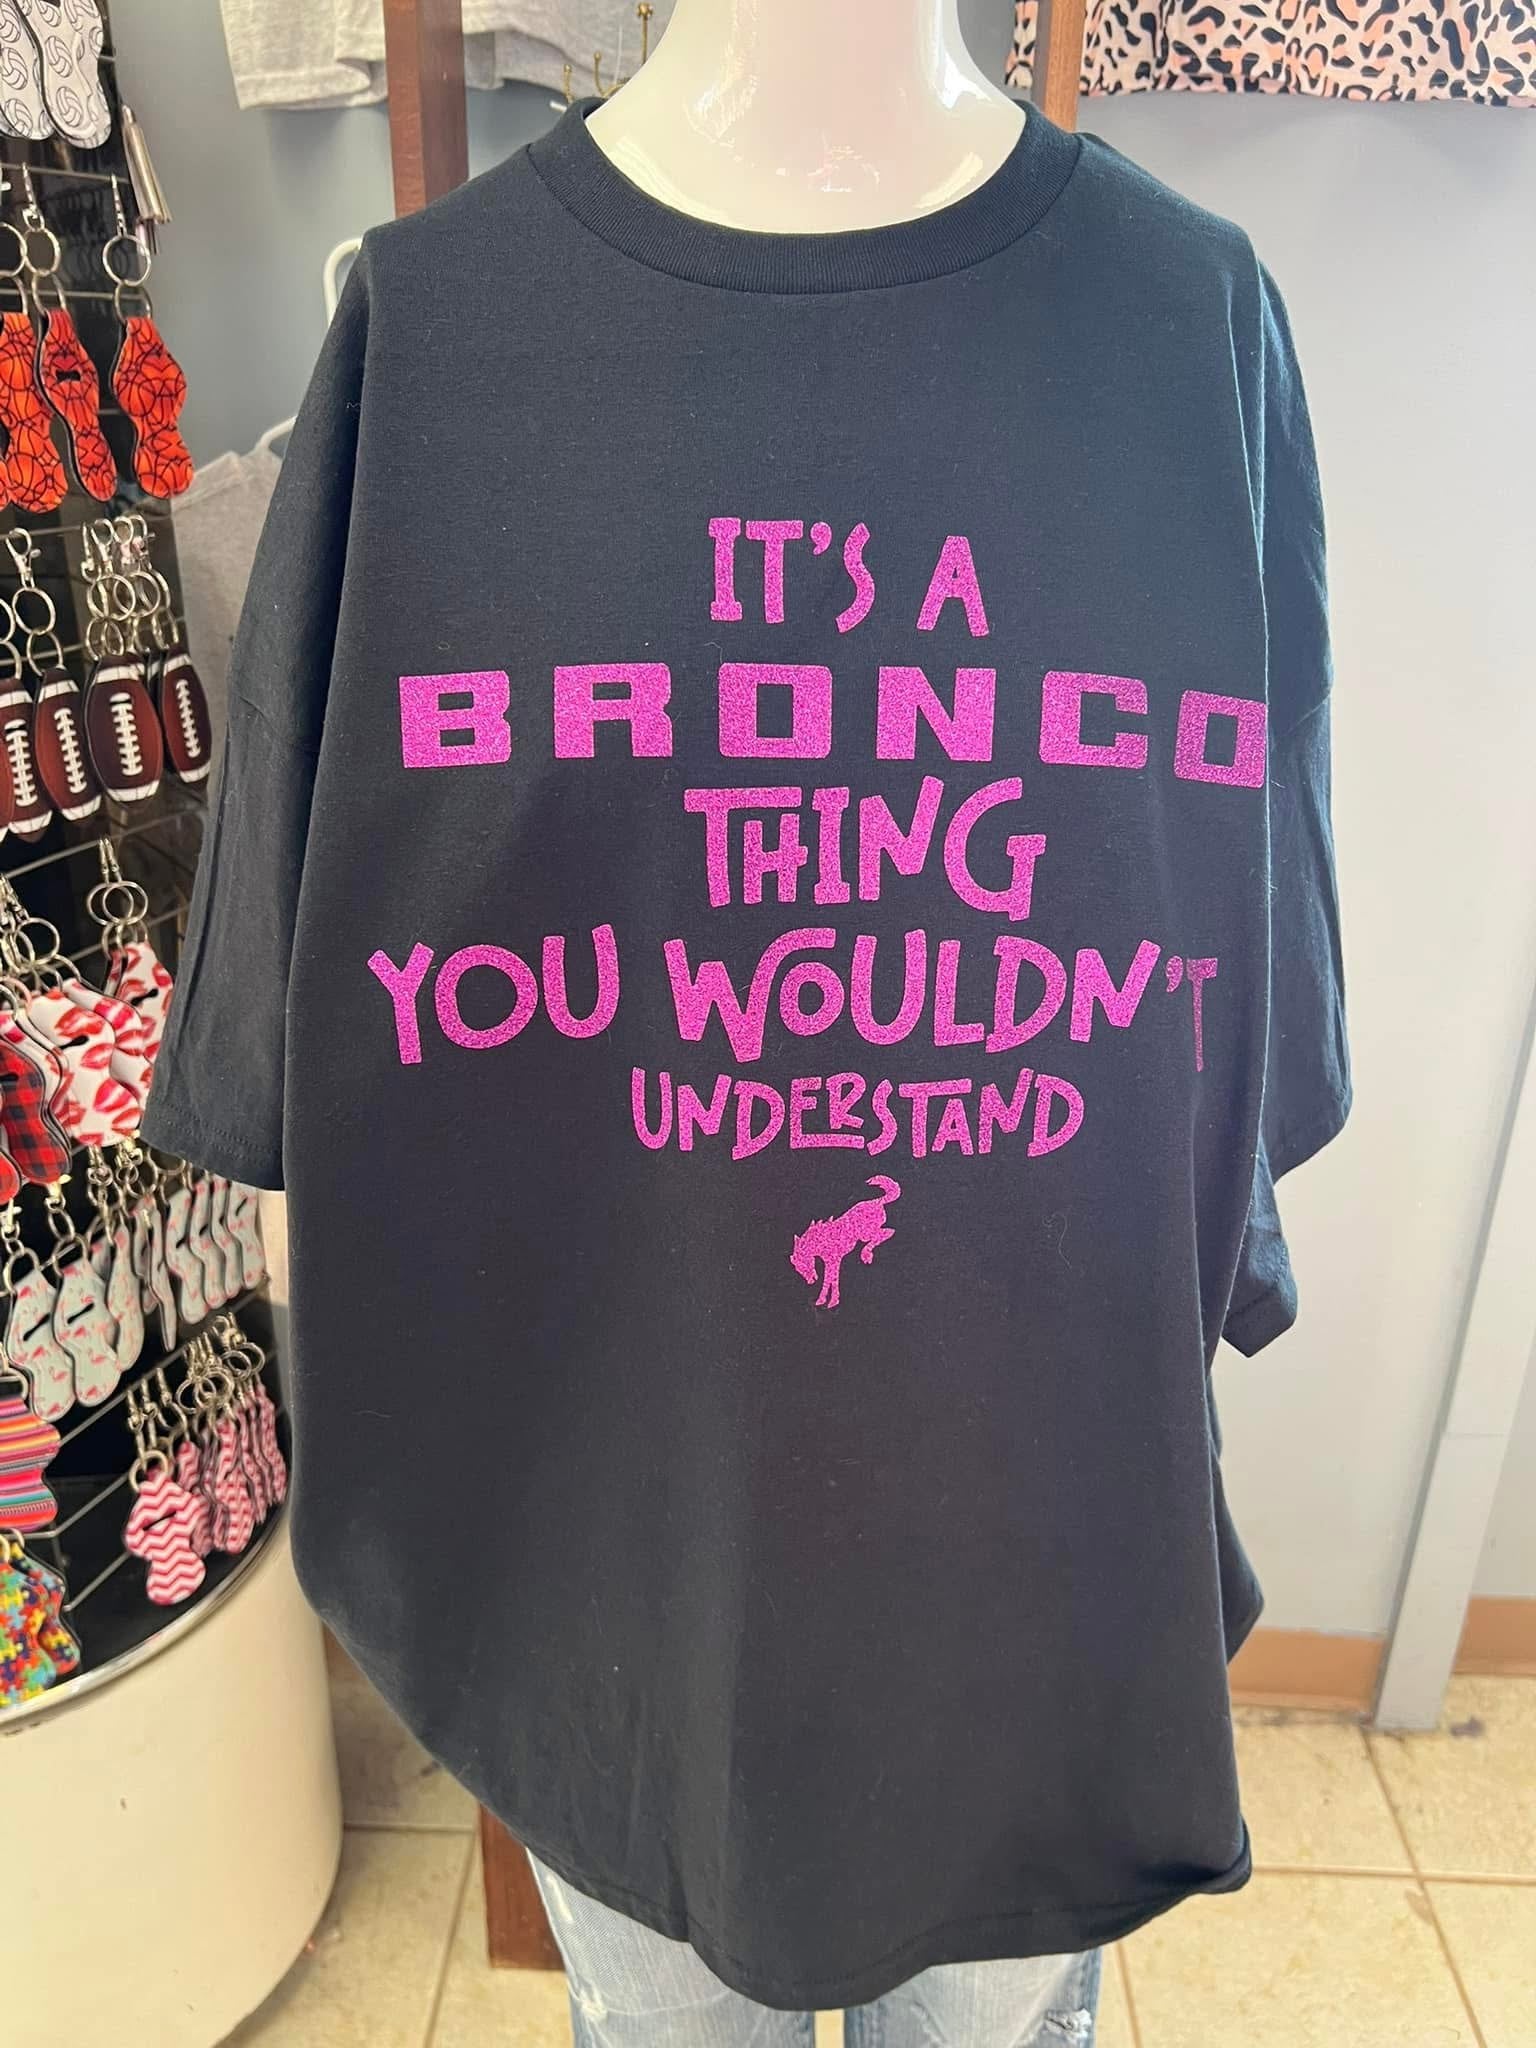 IT'S A
BRONCO
THING
YOU WOULDN'T
UNDERSTAND